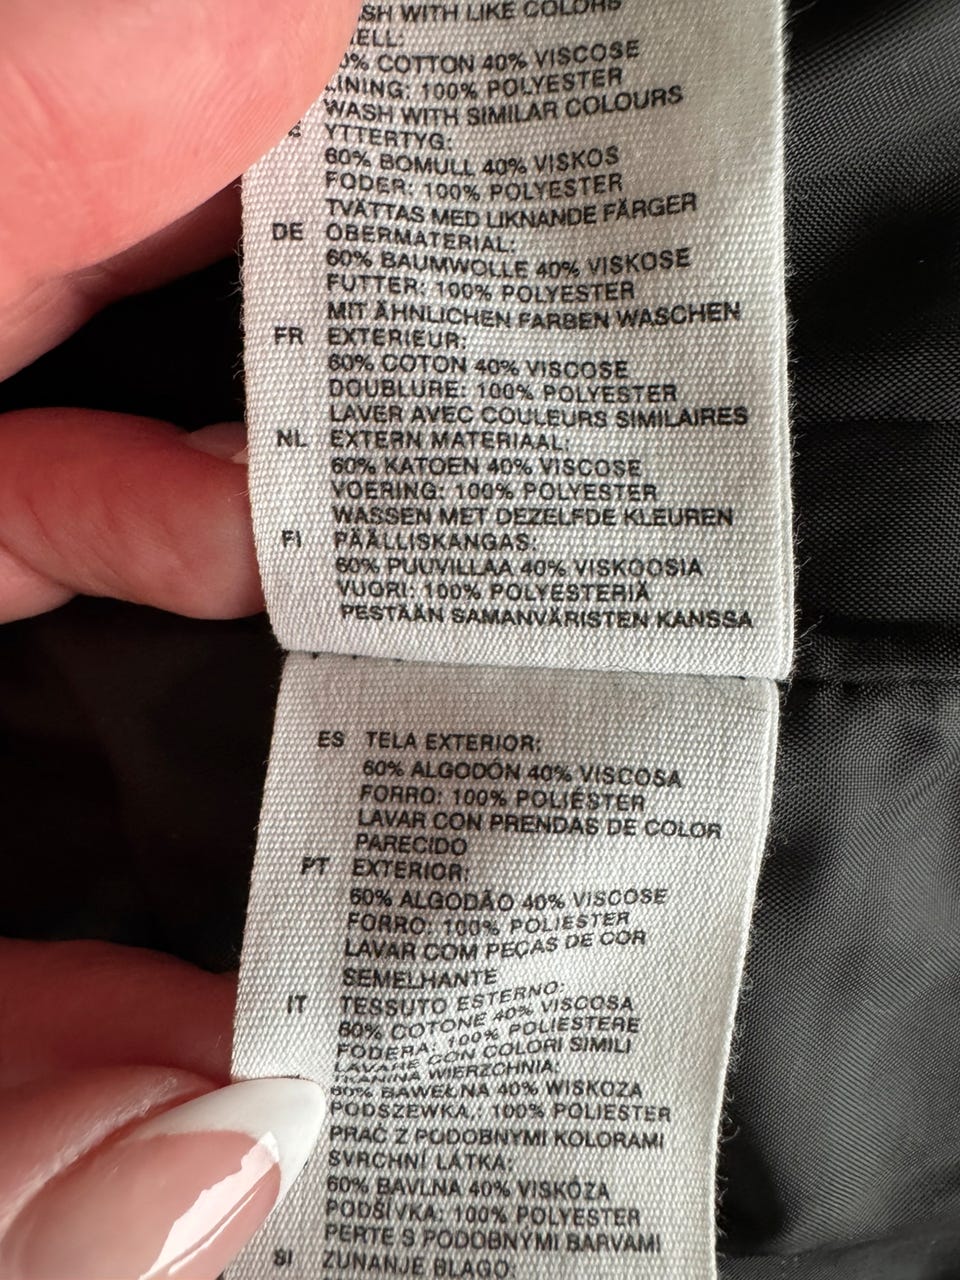 SH WITH LIKE COLORS
ELL:
0% COTTON 40% VISCOSE
LINING: 100% POLYESTER
WASH WITH SIMILAR COLOURS
YTTERTYG:
60% BOMULL 40% VISKOS
FODER: 100% POLYESTER
TVÄTTAS MED LIKNANDE FÄRGER
DE OBERMATERIAL:
60% BAUMWOLLE 40% VISKOSE
FUTTER: 100% POLYESTER
MIT ÄHNLICHEN FARBEN WASCHEN
FR EXTERIEUR:
60% COTON 40% VISCOSE
DOUBLURE: 100% POLYESTER
LAVER AVEC COULEURS SIMILAIRES
NL EXTERN MATERIAAL:
60% KATOEN 40% VISCOSE
VOERING: 100% POLYESTER
WASSEN MET DEZELFDE KLEUREN
FI PÄÄLLISKANGAS:
60% PUUVILLAA 40% VISKOOSIA
VUORI: 100% POLYESTERIÄ
PESTÄÄN SAMANVÄRISTEN KANSSA
ES TELA EXTERIOR:
60% ALGODÓN 40% VISCOSA
FORRO: 100% POLIÉSTER
LAVAR CON PRENDAS DE COLOR
PARECIDO
PT EXTERIOR:
60% ALGODÃO 40% VISCOSE
FORRO: 100% POLIESTER
LAVAR COM PEÇAS DE COR
SEMELHANTE
IT TESSUTO ESTERNO:
60% COTONE 40% VISCOSA
FODERA: 100% POLIESTERE
LAVARE CON COLORI SIMILI
TKANINA WIERZCHNIA:
60% BAWEŁNA 40% WISKOZA
PODSZEWKA.: 100% POLIESTER
PRAĆ Z PODOBNYMI KOLORAMI
SVRCHNÍ LÁTKA:
60% BAVLNA 40% VISKÓZA
PODŠÍVKA: 100% POLYESTER
PERTE S PODOBNÝMI BARVAMI
SI ZUNANJE BLAGO: